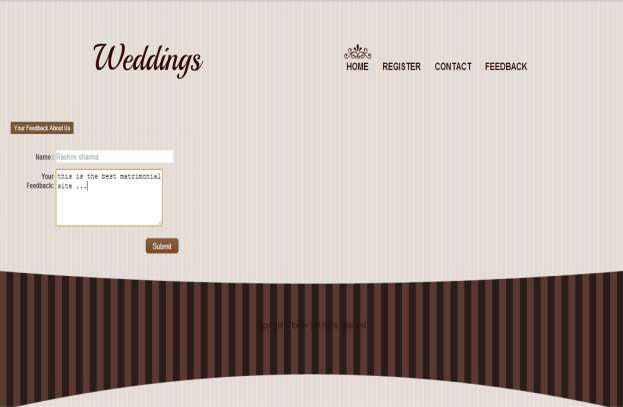 Weddings
HOME REGISTER CONTACT FEEDBACK
Your Feedback About Us
Name: Rashmi sharma
Your Feedback: this is the best matrimonial
site ...
Submit